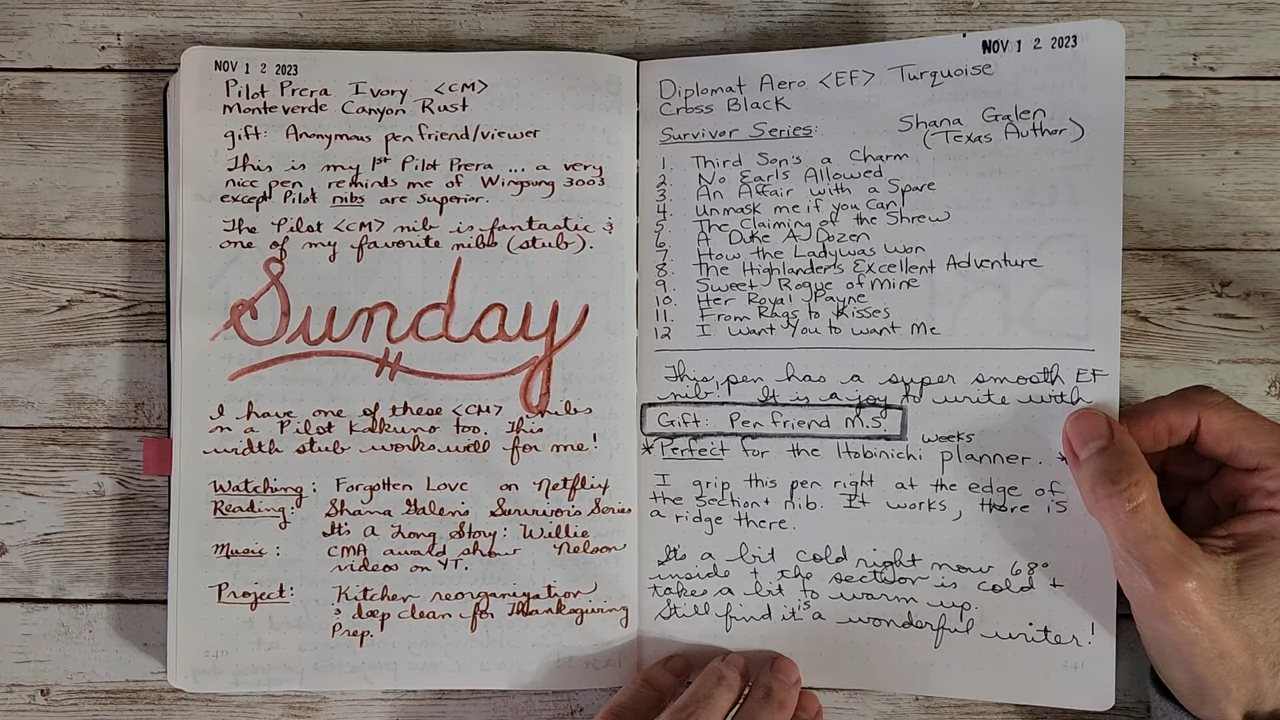 NOV 1 2 2023
Pilot Prera Ivory <CM>
Monteverde Canyon Rust
gift: Anonymous pen friend/viewer
This is my 1st Pilot Prera ... a very
nice pen reminds me of Wingsung 3003
except Pilot nibs are superior.
The Pilot <CM> nib is fantastic &
one of my favorite nibs (stub).
Sunday
I have one of these <CM> nibs
in a Pilot Kakuno too. This
width stub works well for me!
Watching: Forgotten Love on Netflix
Reading: Shana Galen's Survivors Series
It's A Long Story: Willie
Nelson
Music: CMA award show
videos on YT.
Project: Kitchen reorganization
& deep clean for Thanksgiving
Prep.
240
NOV 1 2 2023
Diplomat Aero <EF> Turquoise
Cross Black
Survivor Series:
Shana Galen
(Texas Author)
1. Third Son's a Charm
2. No Earls Allowed
3. An Affair with a Spare
4. Unmask me if you Can
5. The Claiming of the Shrew
6. A Duke A Dozen
7. How the Lady was Won
8. The Highlander's Excellent Adventure
9. Sweet Rogue of Mine
10. Her Royal Payne
11. From Rags to Kisses
12 I Want You to want Me
This pen has a super smooth EF
nib! It is a joy to write with
Gift: Pen friend M.S.
*Perfect for the Hobinichi weeks planner... *
I grip this pen right at the edge of
the section + nib. It works, there is
a ridge there.
It's a bit cold right now 68°
inside + the section is cold +
takes a bit to warm up.
Still find it is a wonderful writer!
241